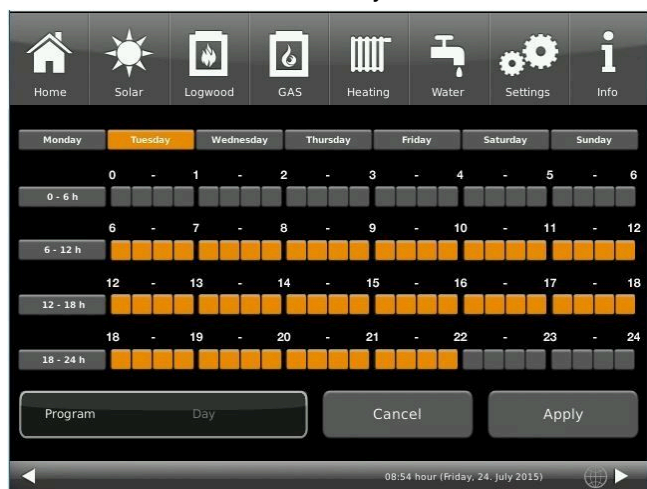 Home Solar Logwood GAS Heating Water Settings Info
Monday Tuesday Wednesday Thursday Friday Saturday Sunday
0 - 1 - 2 - 3 - 4 - 5 - 6
0 - 6 h
6 - 7 - 8 - 9 - 10 - 11 - 12
6 - 12 h
12 - 13 - 14 - 15 - 16 - 17 - 18
12 - 18 h
18 - 19 - 20 - 21 - 22 - 23 - 24
18 - 24 h
Program Day Cancel Apply
08:54 hour (Friday, 24. July 2015)